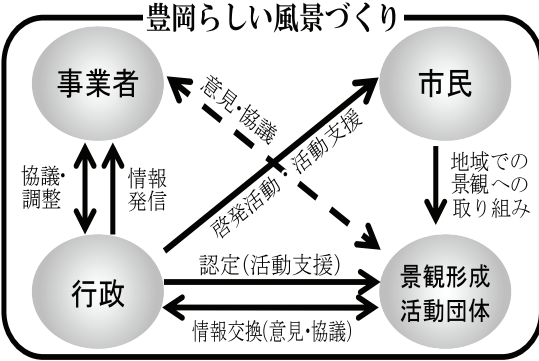 豊岡らしい風景づくり
事業者
市民
意見・協議
啓発活動・活動支援
協議・
調整
情報
発信
地域での
景観への
取り組み
行政
認定(活動支援)
情報交換(意見・協議)
景観形成
活動団体